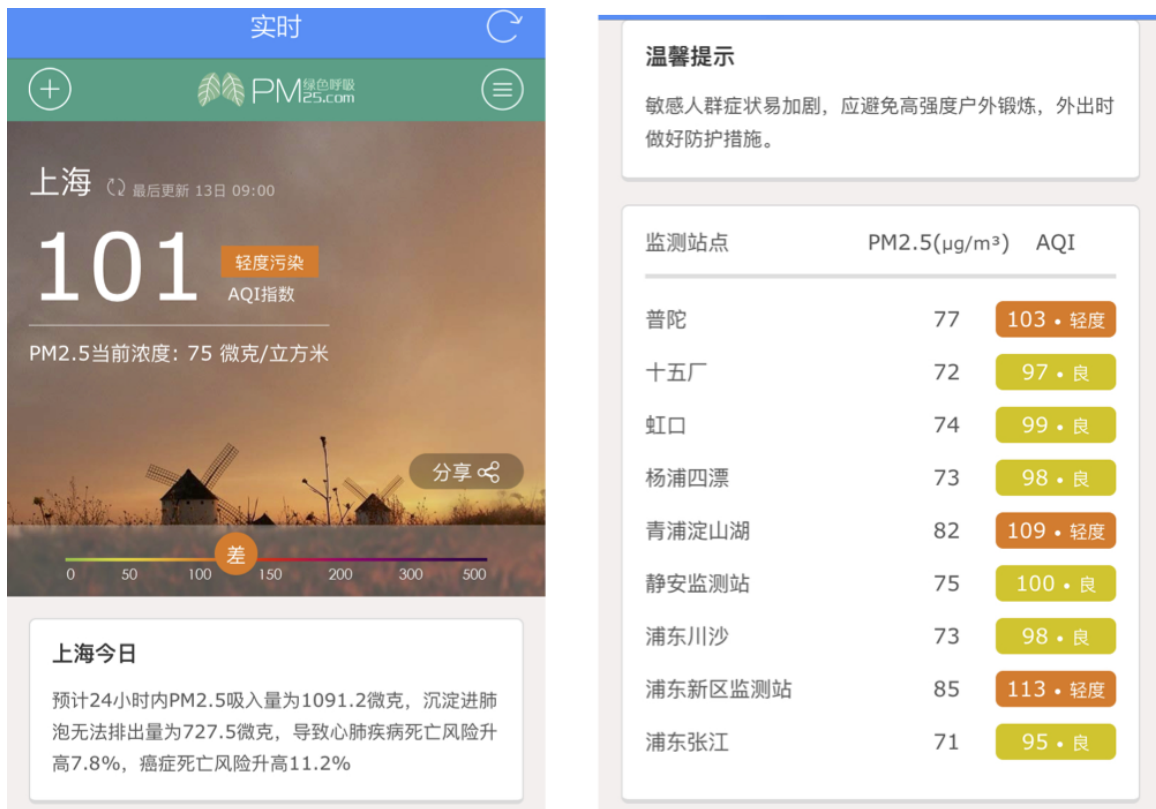 实时
PM25.com 绿色呼吸
上海 最后更新 13日 09:00
101
轻度污染
AQI指数
PM2.5当前浓度：75 微克/立方米
分享
差
0 50 100 150 200 300 500
上海今日
预计24小时内PM2.5吸入量为1091.2微克，沉淀进肺
泡无法排出量为727.5微克，导致心肺疾病死亡风险升
高7.8%，癌症死亡风险升高11.2%
温馨提示
敏感人群症状易加剧，应避免高强度户外锻炼，外出时
做好防护措施。
监测站点 PM2.5(μg/m³) AQI
普陀 77 103 • 轻度
十五厂 72 97 • 良
虹口 74 99 • 良
杨浦四漂 73 98 • 良
青浦淀山湖 82 109 • 轻度
静安监测站 75 100 • 良
浦东川沙 73 98 • 良
浦东新区监测站 85 113 • 轻度
浦东张江 71 95 • 良